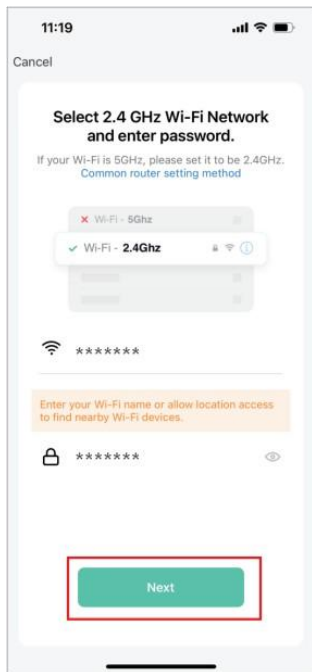 11:19
Cancel
Select 2.4 GHz Wi-Fi Network
and enter password.
If your Wi-Fi is 5GHz, please set it to be 2.4GHz.
Common router setting method
Wi-Fi - 5Ghz
Wi-Fi - 2.4Ghz
*******
Enter your Wi-Fi name or allow location access
to find nearby Wi-Fi devices.
*******
Next